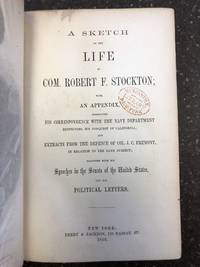 A SKETCH
OF THE
LIFE
OF
COM. ROBERT F. STOCKTON;
WITH
AN APPENDIX,
COMPRISING
HIS CORRESPONDENCE WITH THE NAVY DEPARTMENT
RESPECTING HIS CONQUEST OF CALIFORNIA;
AND
EXTRACTS FROM THE DEFENCE OF COL. J. C. FREMONT,
IN RELATION TO THE SAME SUBJECT;
TOGETHER WITH HIS
Speeches in the Senate of the United States,
AND HIS
POLITICAL LETTERS.
NEW YORK:
DERBY & JACKSON, 119 NASSAU ST.
1856.